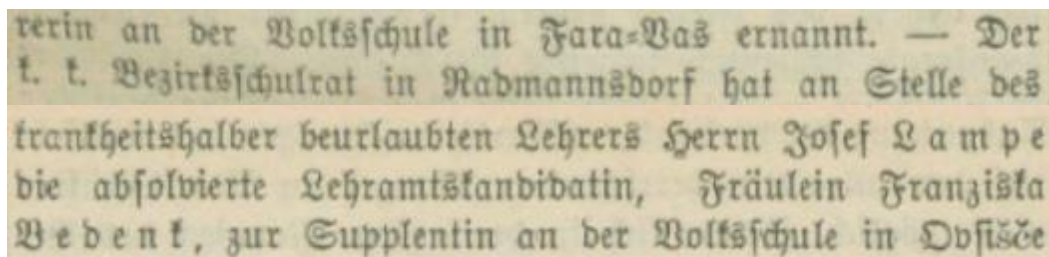 rerin an der Volksschule in Fara-Vas ernannt. — Der
k. k. Bezirksschulrat in Radmannsdorf hat an Stelle des
krankheitshalber beurlaubten Lehrers Herrn Josef Lampe
die absolvierte Lehramtskandidatin, Fräulein Franziska
Vedenk, zur Supplentin an der Volksschule in Ovsišče